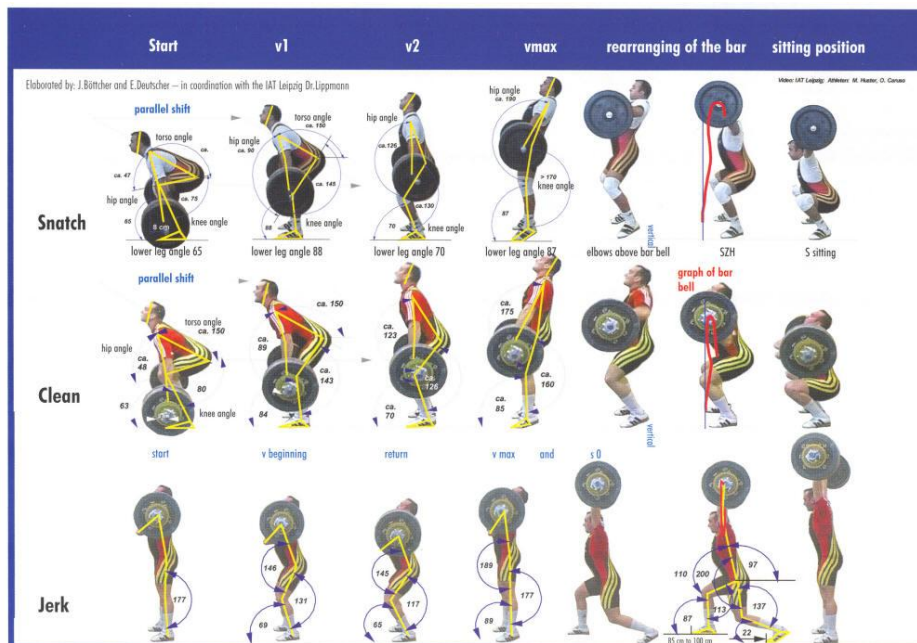 Start v1 v2 vmax rearranging of the bar sitting position
Elaborated by: J.Böttcher and E.Deutscher – in coordination with the IAT Leipzig Dr.Lippmann
Video: IAT Leipzig; Athleten: M. Huster, O. Caruso
parallel shift
torso angle
ca. 47
hip angle
ca. 75
65
8 cm
knee angle
lower leg angle 65
torso angle
ca. 150
hip angle
ca. 90
ca. 145
88
knee angle
lower leg angle 88
hip angle
ca.126
ca.130
70
knee angle
lower leg angle 70
ca. 190
hip angle
> 170
knee angle
87
lower leg angle 87
vertical
elbows above bar bell
SZH
S sitting
Snatch
parallel shift
torso angle
ca. 150
hip angle
ca. 48
80
63
knee angle
ca. 150
ca. 89
ca. 143
84
ca. 123
ca. 126
ca. 70
ca. 175
ca. 160
ca. 85
vertical
graph of bar bell
Clean
start v beginning return v max and s 0
177
146
131
69
145
117
65
189
177
89
110 200 97
113 137
87
22
85 cm to 100 cm
Jerk